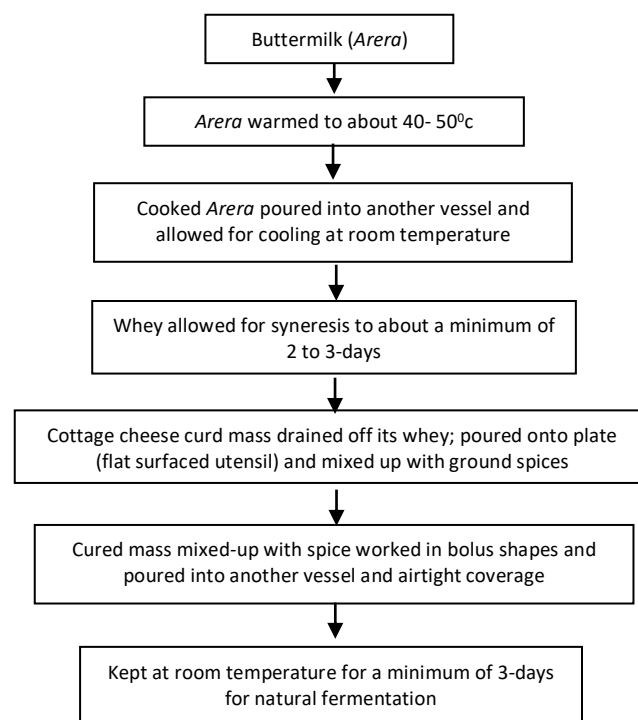 Buttermilk (Arera)
Arera warmed to about 40- 50⁰c
Cooked Arera poured into another vessel and
allowed for cooling at room temperature
Whey allowed for syneresis to about a minimum of
2 to 3-days
Cottage cheese curd mass drained off its whey; poured onto plate
(flat surfaced utensil) and mixed up with ground spices
Cured mass mixed-up with spice worked in bolus shapes and
poured into another vessel and airtight coverage
Kept at room temperature for a minimum of 3-days
for natural fermentation